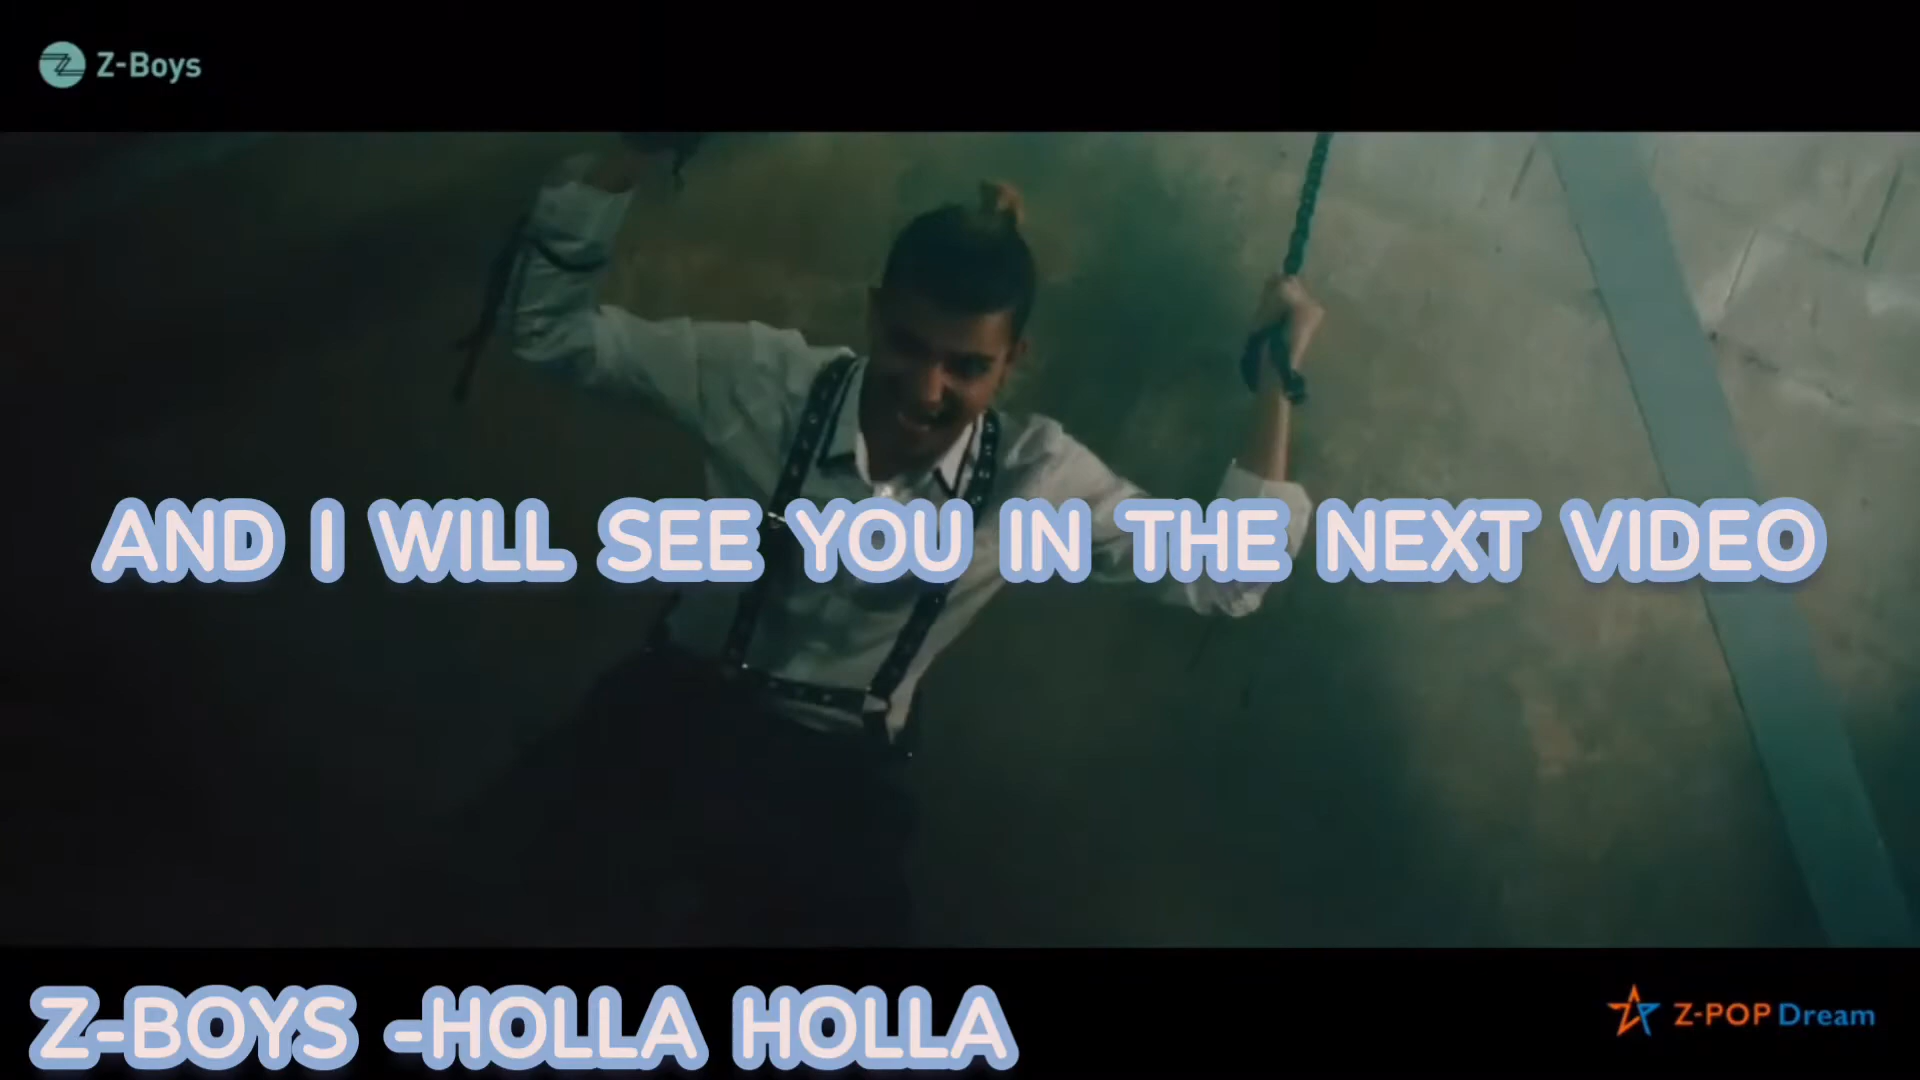 Z-Boys
AND I WILL SEE YOU IN THE NEXT VIDEO
Z-BOYS -HOLLA HOLLA
Z-POP Dream